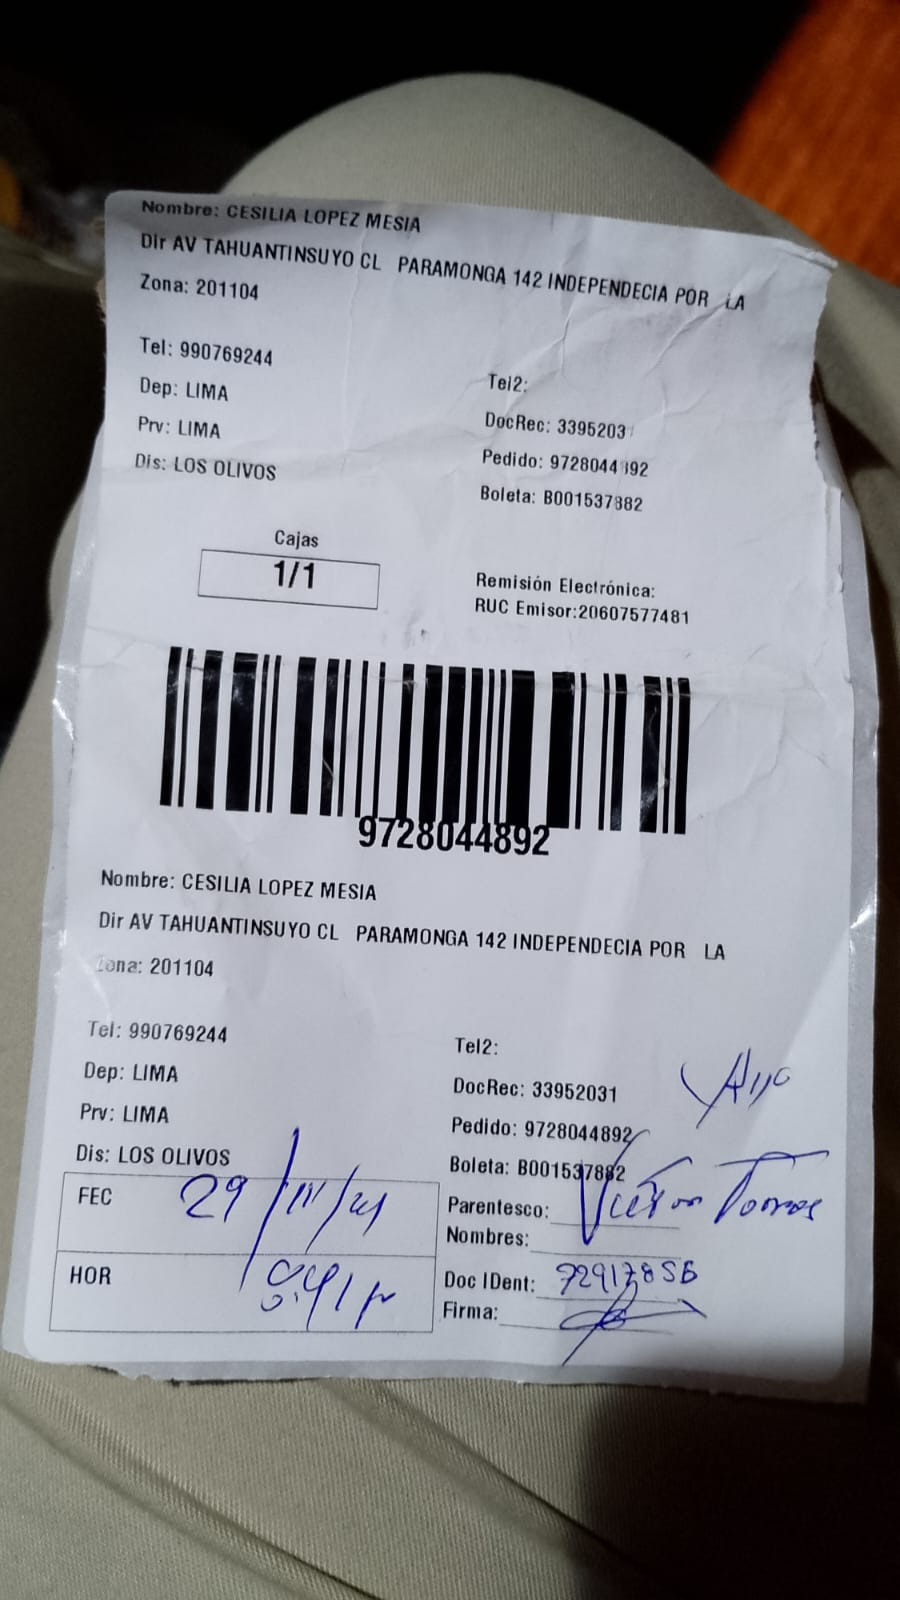 Nombre: CESILIA LOPEZ MESIA
Dir AV TAHUANTINSUYO CL PARAMONGA 142 INDEPENDECIA POR LA
Zona: 201104
Tel: 990769244
Tel2:
Dep: LIMA
DocRec: 3395203
Prv: LIMA
Pedido: 9728044892
Dis: LOS OLIVOS
Boleta: B001537882
Cajas
1/1
Remisión Electrónica:
RUC Emisor:20607577481
9728044892
Nombre: CESILIA LOPEZ MESIA
Dir AV TAHUANTINSUYO CL PARAMONGA 142 INDEPENDECIA POR LA
Zona: 201104
Tel: 990769244
Tel2:
Dep: LIMA
DocRec: 33952031
Prv: LIMA
Pedido: 9728044892
Dis: LOS OLIVOS
Boleta: B001537882
FEC 29
Parentesco: Victor Torres
Nombres:
HOR
Doc IDent:
Firma: